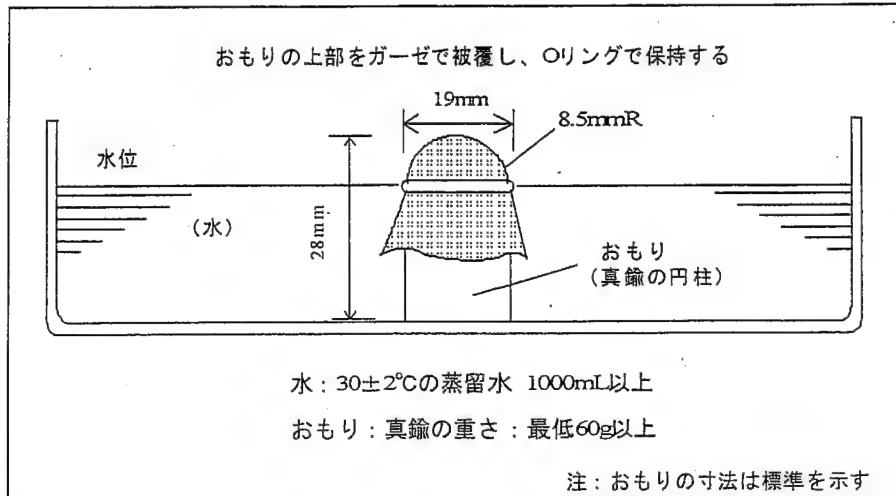 おもりの上部をガーゼで被覆し、Oリングで保持する
19mm
8.5mmR
水位
(水)
28mm
おもり
(真鍮の円柱)
水:30±2℃の蒸留水 1000mL以上
おもり:真鍮の重さ:最低60g以上
注:おもりの寸法は標準を示す